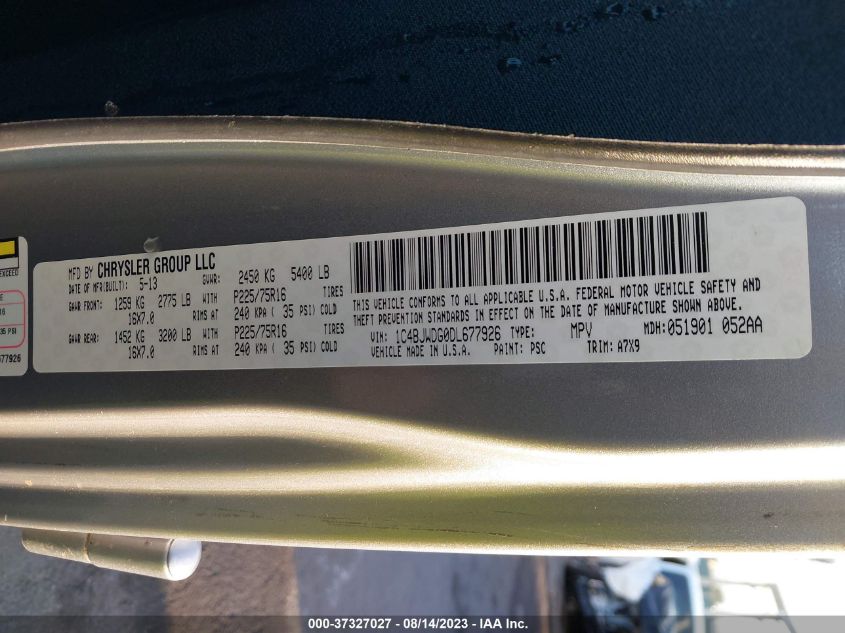 EXCEED
E
16
35 PSI
677926
MFD BY CHRYSLER GROUP LLC
DATE OF MFR(BUILT): 5-13 GVWR: 2450 KG 5400 LB
GAWR FRONT: 1259 KG 2775 LB WITH P225/75R16 TIRES
16X7.0 RIMS AT 240 KPA ( 35 PSI) COLD
GAWR REAR: 1452 KG 3200 LB WITH P225/75R16 TIRES
16X7.0 RIMS AT 240 KPA ( 35 PSI) COLD
THIS VEHICLE CONFORMS TO ALL APPLICABLE U.S.A. FEDERAL MOTOR VEHICLE SAFETY AND
THEFT PREVENTION STANDARDS IN EFFECT ON THE DATE OF MANUFACTURE SHOWN ABOVE.
VIN: 1C4BJWDG0DL677926 TYPE: MPV MDH:051901 052AA
VEHICLE MADE IN U.S.A. PAINT: PSC TRIM: A7X9
000-37327027 - 08/14/2023 - IAA Inc.